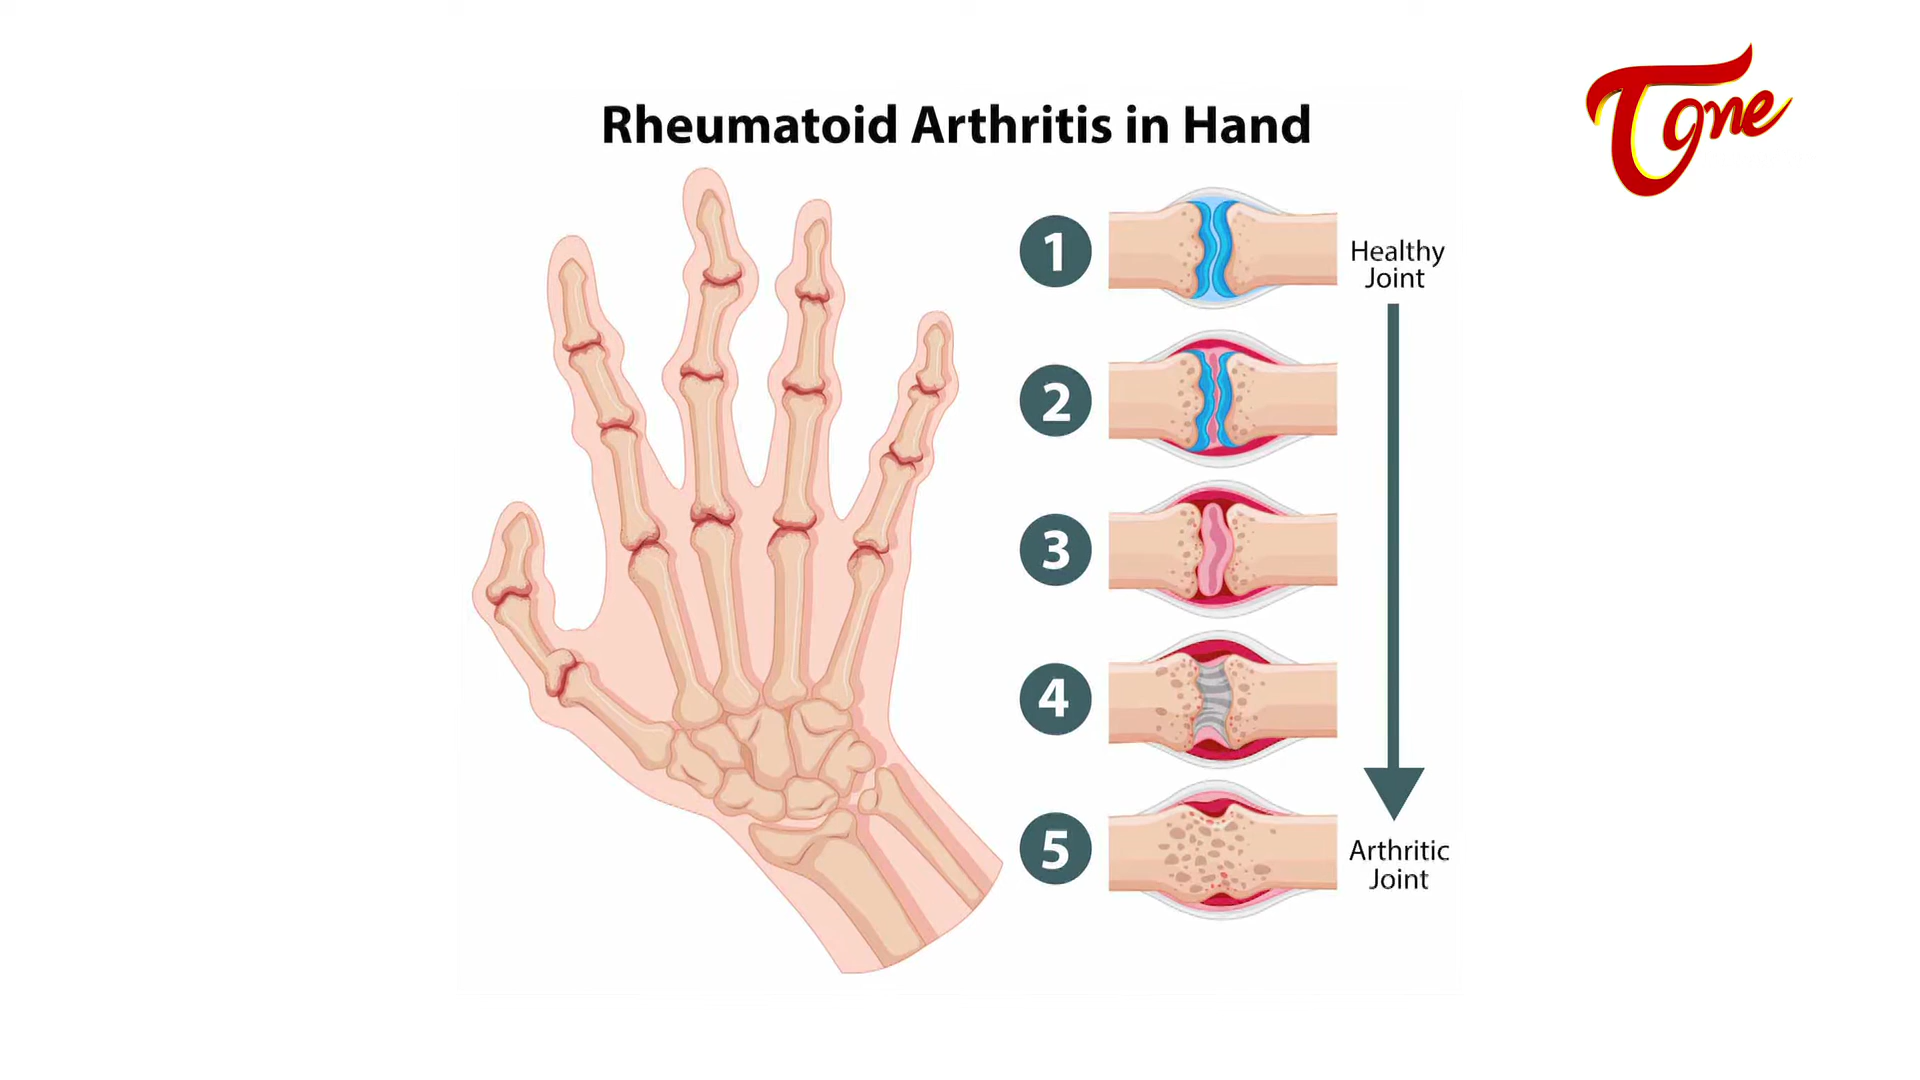 Rheumatoid Arthritis in Hand
Tone
1
Healthy
Joint
2
3
4
5
Arthritic
Joint